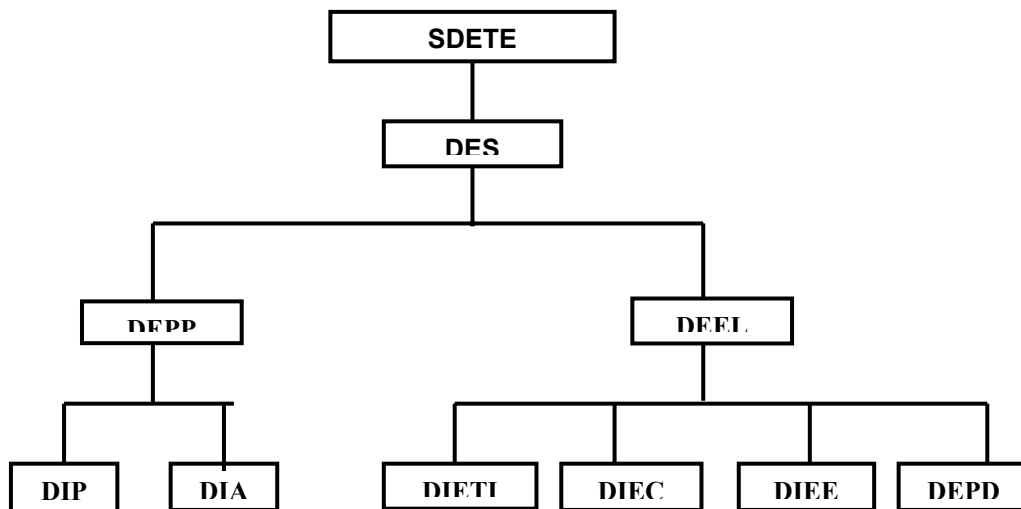 SDETE
DES
DEPP
DEEL
DIP
DIA
DIETI
DIEC
DIEE
DEPD